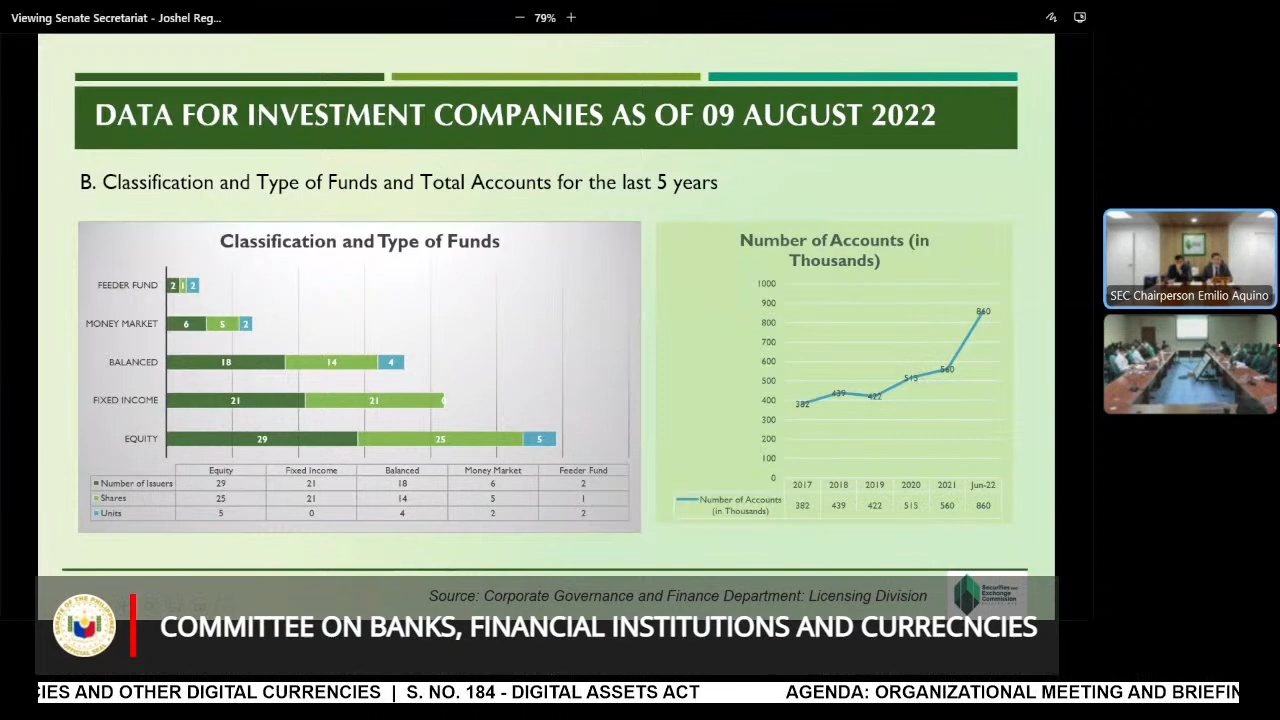 Viewing Senate Secretariat - Joshel Reg...
79%
DATA FOR INVESTMENT COMPANIES AS OF 09 AUGUST 2022
B. Classification and Type of Funds and Total Accounts for the last 5 years
Classification and Type of Funds
FEEDER FUND 2 1 2
MONEY MARKET 6 5 2
BALANCED 18 14 4
FIXED INCOME 21 21 0
EQUITY 29 25 5
Equity Fixed Income Balanced Money Market Feeder Fund
Number of Issuers 29 21 18 6 2
Shares 25 21 14 5 1
Units 5 0 4 2 2
Number of Accounts (in
Thousands)
1000
900
800
700
600
500
400
300
200
100
0
382 439 422 515 560 860
2017 2018 2019 2020 2021 Jun-22
Number of Accounts
(in Thousands)
382 439 422 515 560 860
SEC Chairperson Emilio Aquino
Source: Corporate Governance and Finance Department: Licensing Division
Securities and
Exchange
Commission
PHILIPPINES
COMMITTEE ON BANKS, FINANCIAL INSTITUTIONS AND CURRECNCIES
CIES AND OTHER DIGITAL CURRENCIES | S. NO. 184 - DIGITAL ASSETS ACT AGENDA: ORGANIZATIONAL MEETING AND BRIEFIN